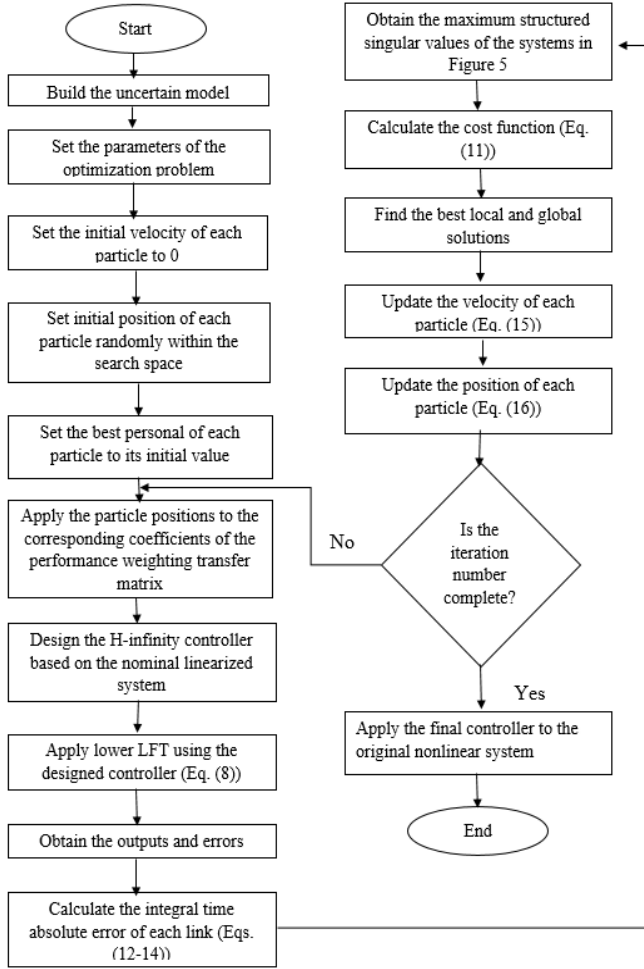 Start
Build the uncertain model
Set the parameters of the
optimization problem
Set the initial velocity of each
particle to 0
Set initial position of each
particle randomly within the
search space
Set the best personal of each
particle to its initial value
Apply the particle positions to the
corresponding coefficients of the
performance weighting transfer
matrix
Design the H-infinity controller
based on the nominal linearized
system
Apply lower LFT using the
designed controller (Eq. (8))
Obtain the outputs and errors
Calculate the integral time
absolute error of each link (Eqs.
(12-14))
Obtain the maximum structured
singular values of the systems in
Figure 5
Calculate the cost function (Eq.
(11))
Find the best local and global
solutions
Update the velocity of each
particle (Eq. (15))
Update the position of each
particle (Eq. (16))
Is the
iteration
number
complete?
No
Yes
Apply the final controller to the
original nonlinear system
End